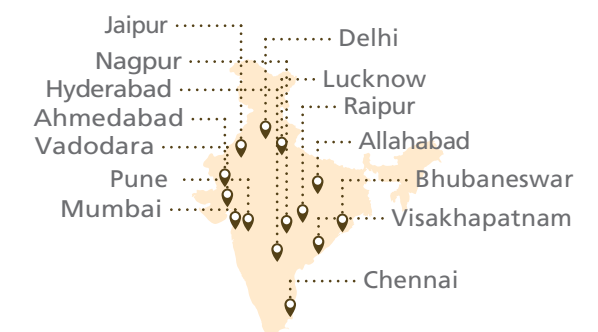 Jaipur
Delhi
Nagpur
Lucknow
Hyderabad
Raipur
Ahmedabad
Allahabad
Vadodara
Pune
Bhubaneswar
Mumbai
Visakhapatnam
Chennai